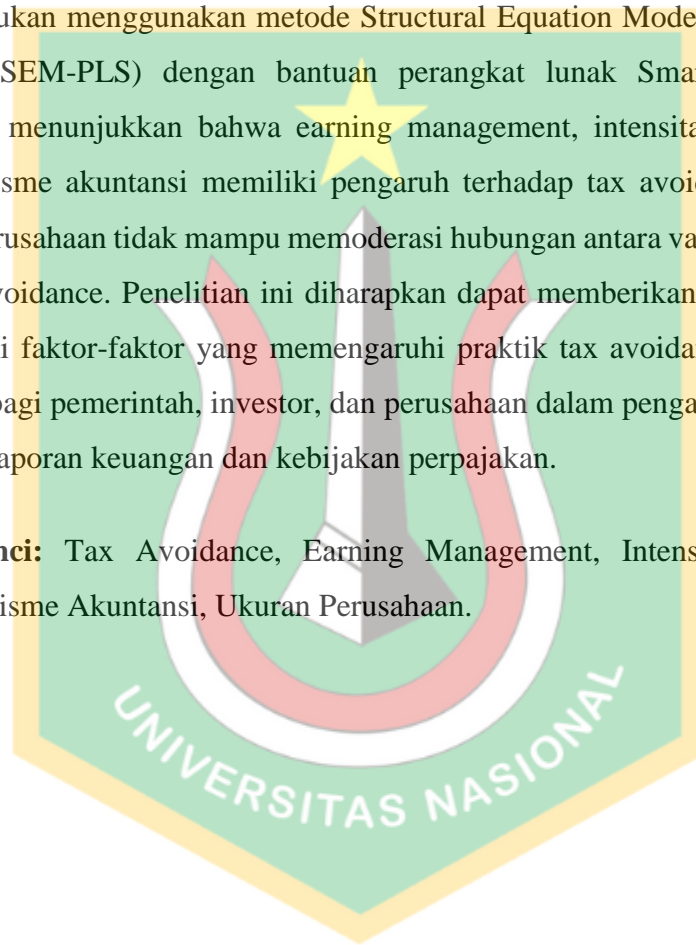 ukan menggunakan metode Structural Equation Mode
SEM-PLS) dengan bantuan perangkat lunak Sma
menunjukkan bahwa earning management, intensita
sme akuntansi memiliki pengaruh terhadap tax avoi
rusahaan tidak mampu memoderasi hubungan antara va
voidance. Penelitian ini diharapkan dapat memberikan
i faktor-faktor yang memengaruhi praktik tax avoida
bagi pemerintah, investor, dan perusahaan dalam penga
laporan keuangan dan kebijakan perpajakan.
nci: Tax Avoidance, Earning Management, Intens
isme Akuntansi, Ukuran Perusahaan.
UNIVERSITAS NASIONAL